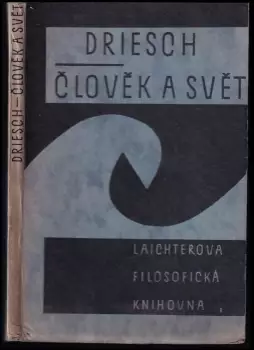 DRIESCH
ČLOVĚK A SVĚT
LAICHTEROVA
FILOSOFICKÁ
KNIHOVNA
DRIESCH – ČLOVĚK A SVĚT